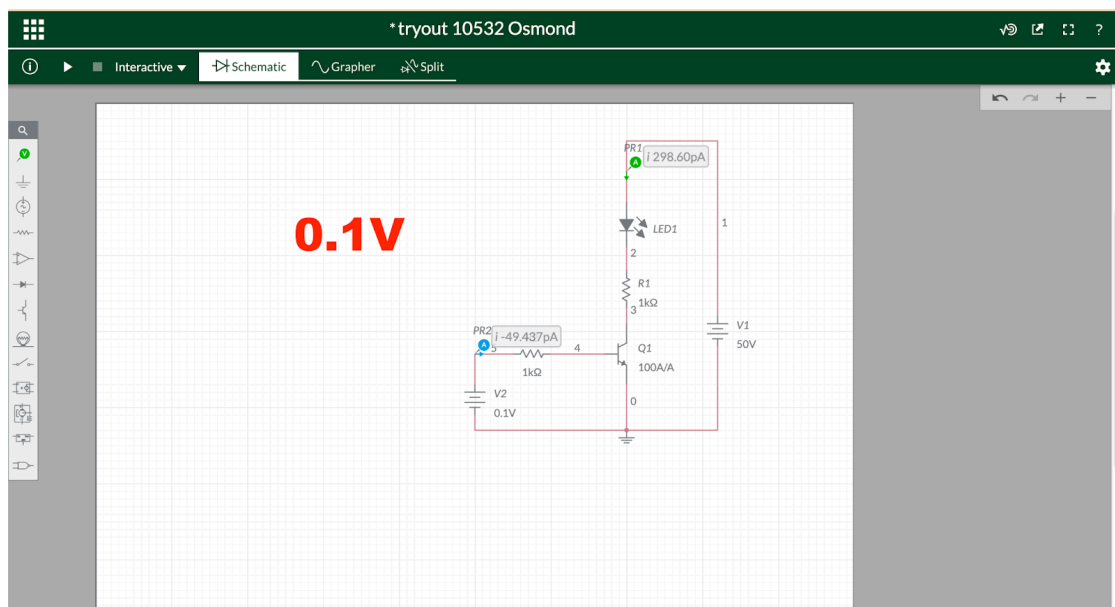 *tryout 10532 Osmond
?
Interactive
Schematic
Grapher
Split
V
PR1
A
i 298.60pA
0.1V
LED1
1
2
R1
1kΩ
3
PR2
i -49.437pA
A
5
4
1kΩ
Q1
100A/A
V1
50V
V2
0.1V
0